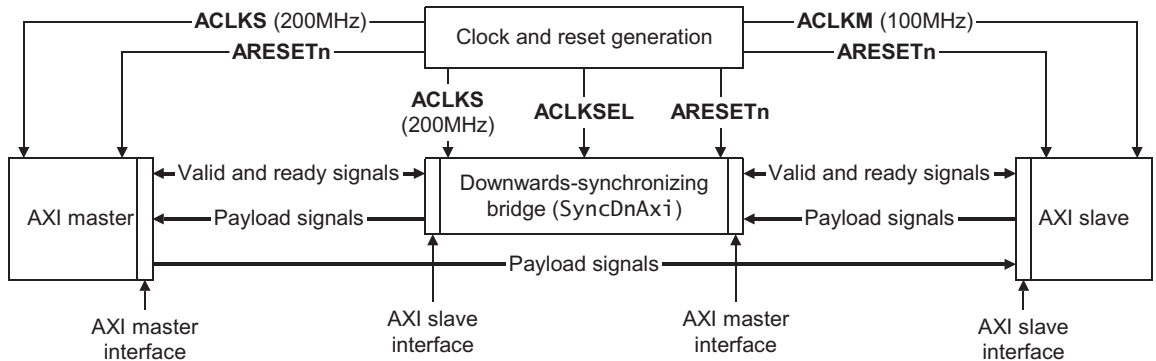 ACLKS (200MHz)
ARESETn
Clock and reset generation
ACLKM (100MHz)
ARESETn
ACLKS
(200MHz)
ACLKSEL
ARESETn
AXI master
Valid and ready signals
Payload signals
Downwards-synchronizing
bridge (SyncDnAxi)
Valid and ready signals
Payload signals
AXI slave
Payload signals
AXI master
interface
AXI slave
interface
AXI master
interface
AXI slave
interface